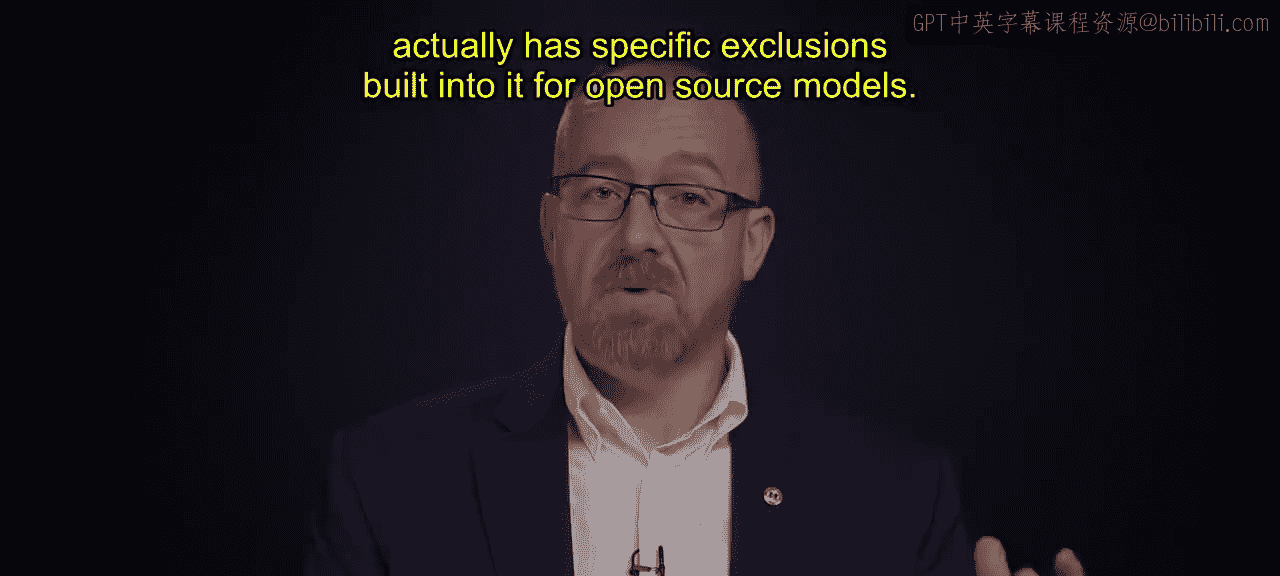 GPT中英字幕课程资源@bilibili.com
actually has specific exclusions
built into it for open source models.